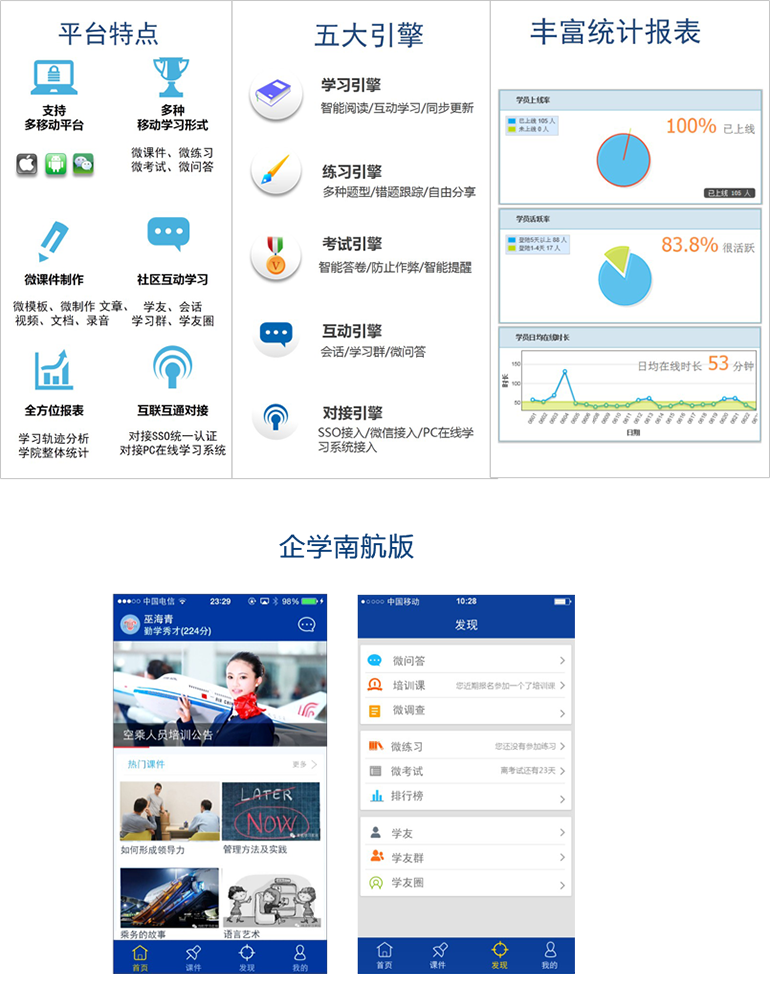 平台特点
支持
多移动平台
多种
移动学习形式
微课件、微练习
微考试、微问答
微课件制作
社区互动学习
微模板、微制作 文章、
视频、文档、录音
学友、会话
学习群、学友圈
全方位报表
互联互通对接
学习轨迹分析
学院整体统计
对接SSO统一认证
对接PC在线学习系统
五大引擎
学习引擎
智能阅读/互动学习/同步更新
练习引擎
多种题型/错题跟踪/自由分享
考试引擎
智能答卷/防止作弊/智能提醒
互动引擎
会话/学习群/微问答
对接引擎
SSO接入/微信接入/PC在线学
习系统接入
丰富统计报表
学员上线率
已上线 105 人
未上线 0 人
100% 已上线
已上线 105 人
学员活跃率
登陆5天以上 88 人
登陆1-4天 17 人
83.8% 很活跃
学员日均在线时长
日均在线时长 53 分钟
时长
150
100
50
日期
企学南航版
中国电信
23:29
98%
巫海青
勤学秀才(224分)
AIR CHINA
空乘人员培训公告
热门课件
更多
LATER
NOW
如何形成领导力
管理方法及实践
乘务的故事
语言艺术
首页
课件
发现
我的
中国移动
10:28
发现
微问答
培训课
您近期报名参加一个了培训课
微调查
微练习
您还没有参加练习
微考试
离考试还有23天
排行榜
学友
学友群
学友圈
首页
课件
发现
我的